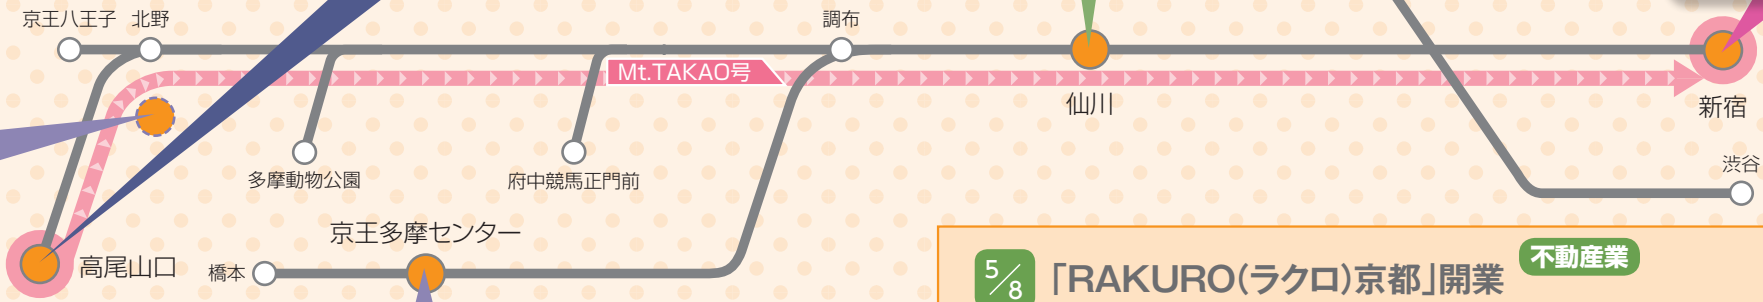 京王八王子
北野
調布
Mt.TAKAO号
仙川
新宿
渋谷
多摩動物公園
府中競馬正門前
京王多摩センター
高尾山口
橋本
5/8
「RAKURO(ラクロ)京都」開業
不動産業